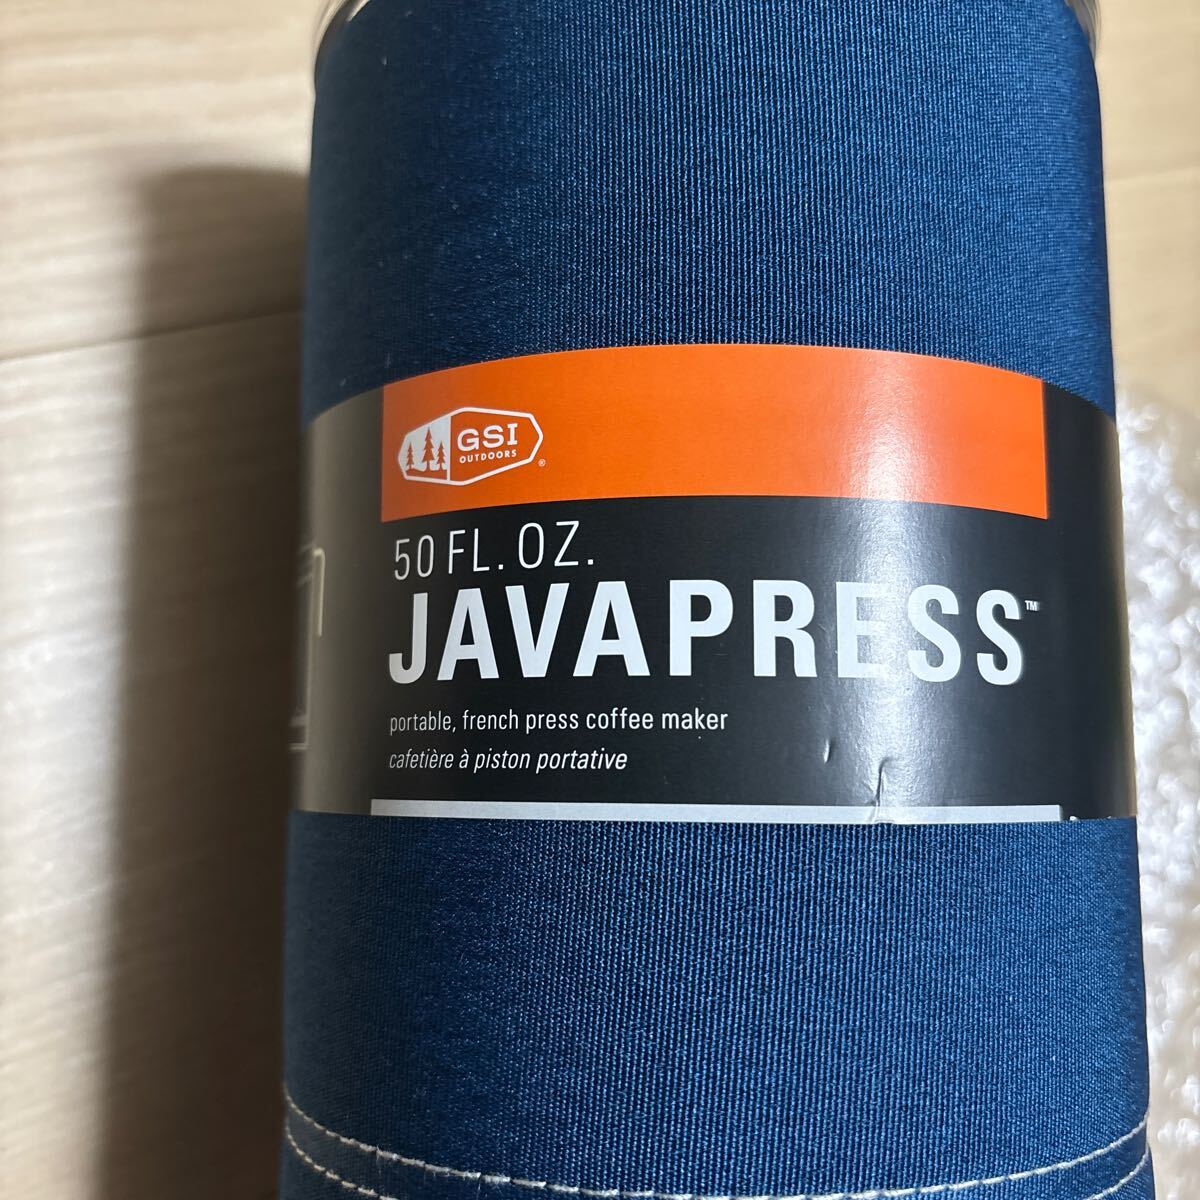 GSI
OUTDOORS ®
50 FL. OZ.
JAVAPRESS™
portable, french press coffee maker
cafetière à piston portative